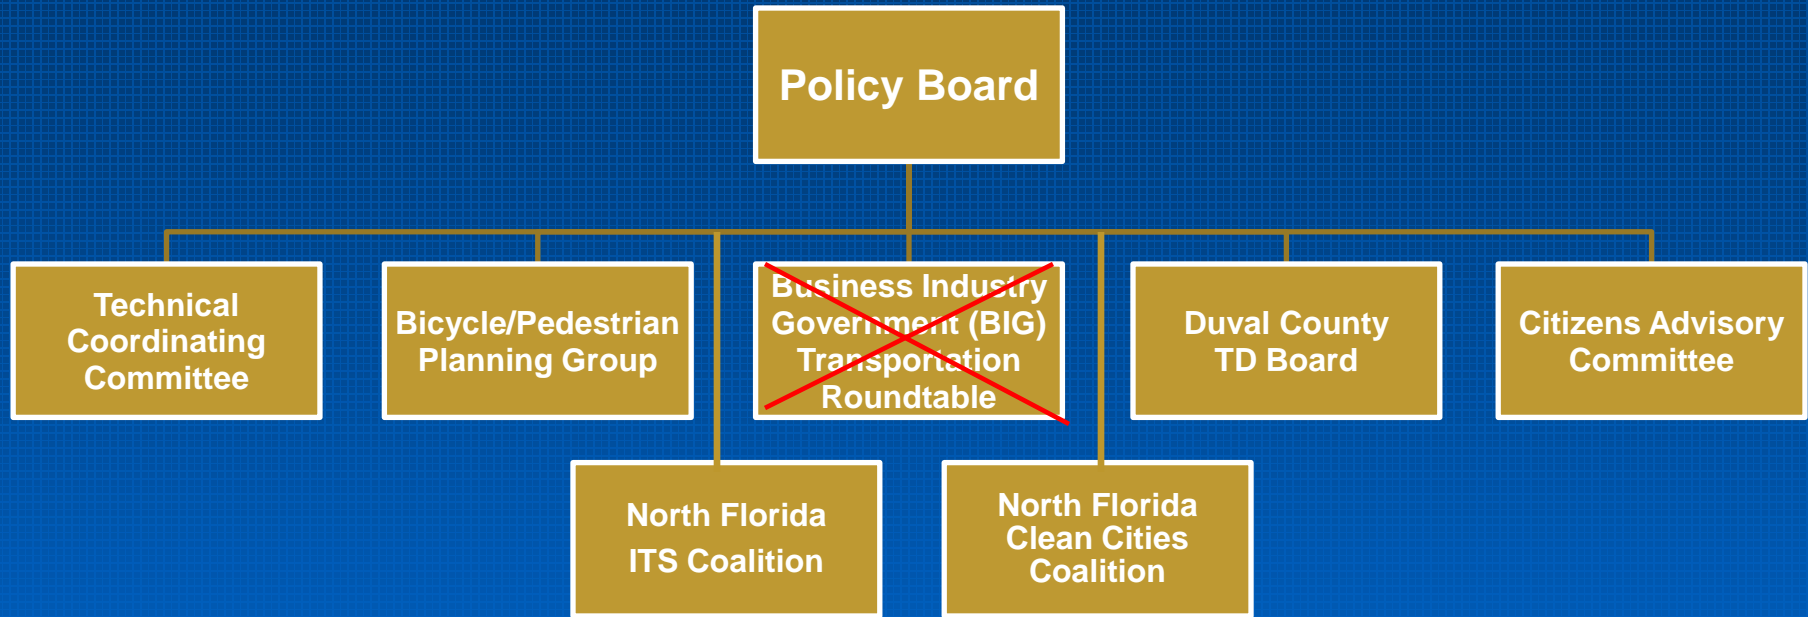 Policy Board
Technical
Coordinating
Committee
Bicycle/Pedestrian
Planning Group
Business Industry
Government (BIG)
Transportation
Roundtable
Duval County
TD Board
Citizens Advisory
Committee
North Florida
ITS Coalition
North Florida
Clean Cities
Coalition